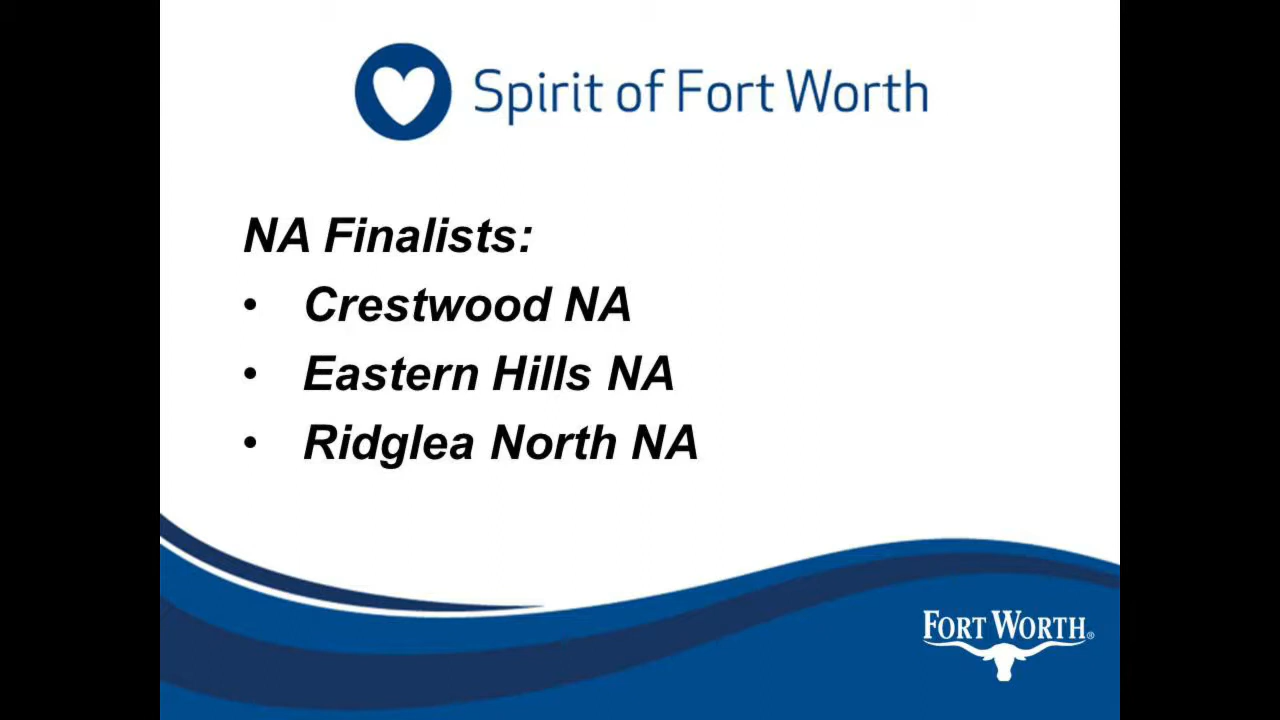 Spirit of Fort Worth
NA Finalists:
• Crestwood NA
• Eastern Hills NA
• Ridglea North NA
FORT WORTH®